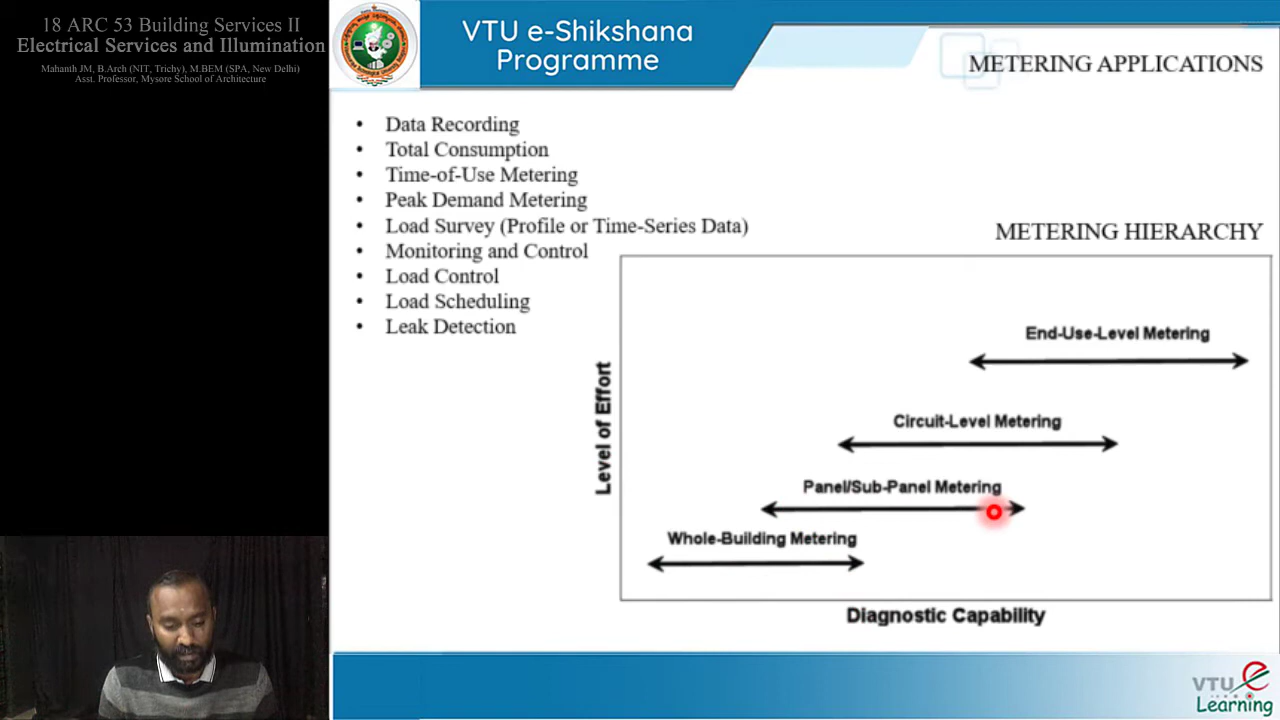 18 ARC 53 Building Services II
Electrical Services and Illumination
Mahanth JM, B.Arch (NIT, Trichy), M.BEM (SPA, New Delhi)
Asst. Professor, Mysore School of Architecture
VTU e-Shikshana
Programme
METERING APPLICATIONS
• Data Recording
• Total Consumption
• Time-of-Use Metering
• Peak Demand Metering
• Load Survey (Profile or Time-Series Data)
• Monitoring and Control
• Load Control
• Load Scheduling
• Leak Detection
METERING HIERARCHY
End-Use-Level Metering
Circuit-Level Metering
Panel/Sub-Panel Metering
Whole-Building Metering
Level of Effort
Diagnostic Capability
VTU e
Learning